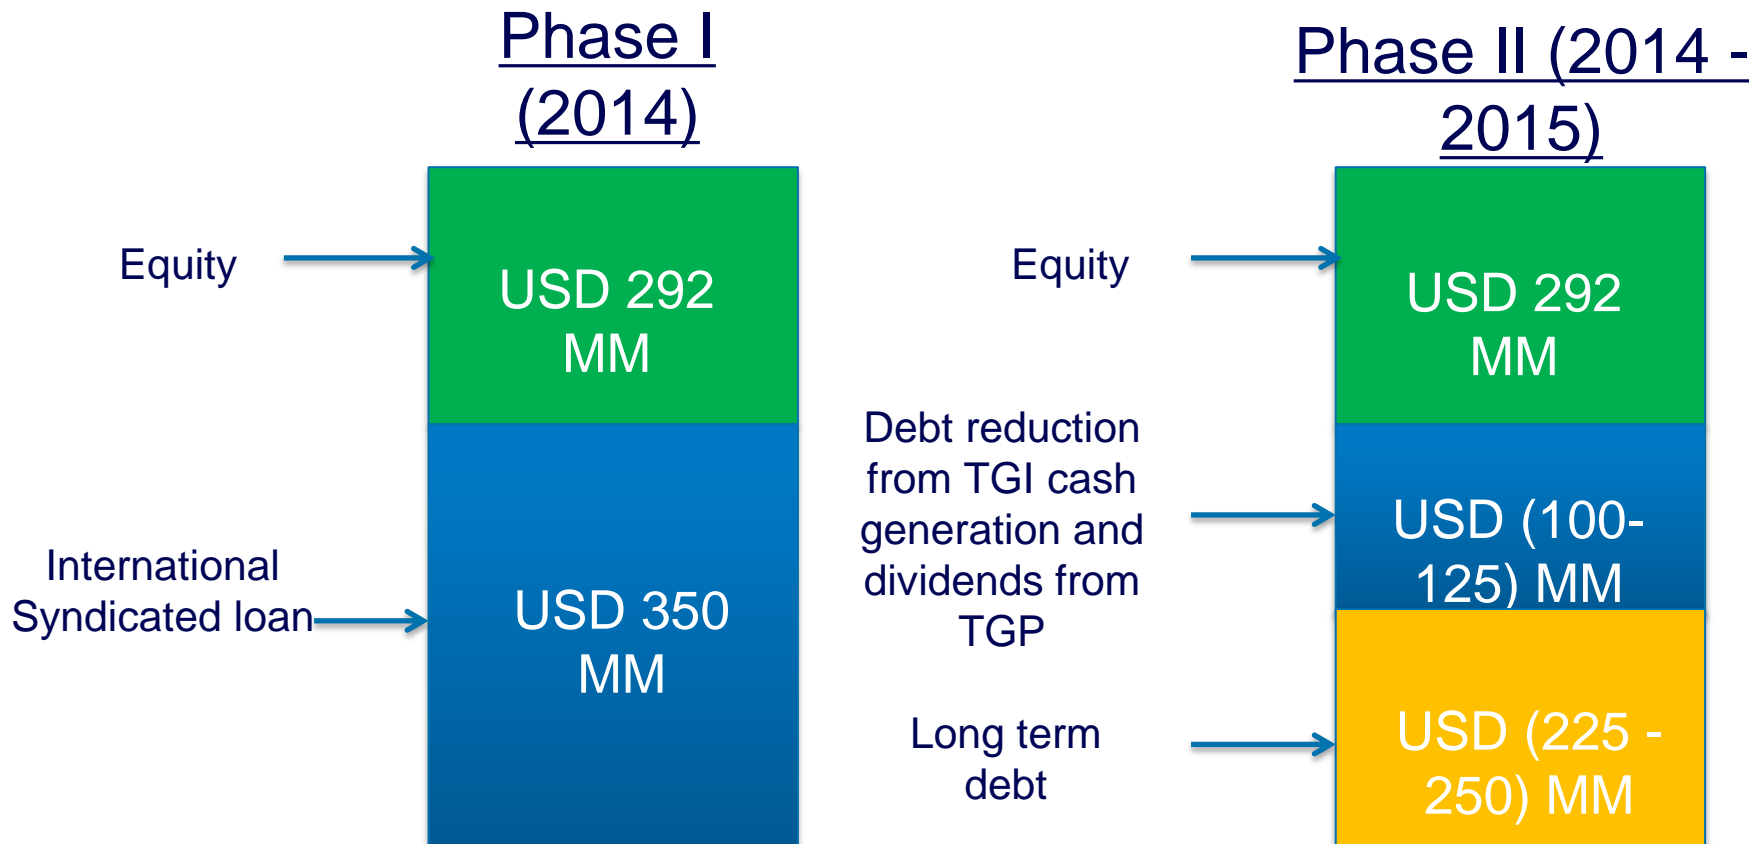 Phase I
(2014)
Equity
USD 292
MM
International
Syndicated loan
USD 350
MM
Phase II (2014 -
2015)
Equity
USD 292
MM
Debt reduction
from TGI cash
generation and
dividends from
TGP
USD (100-
125) MM
Long term
debt
USD (225 -
250) MM